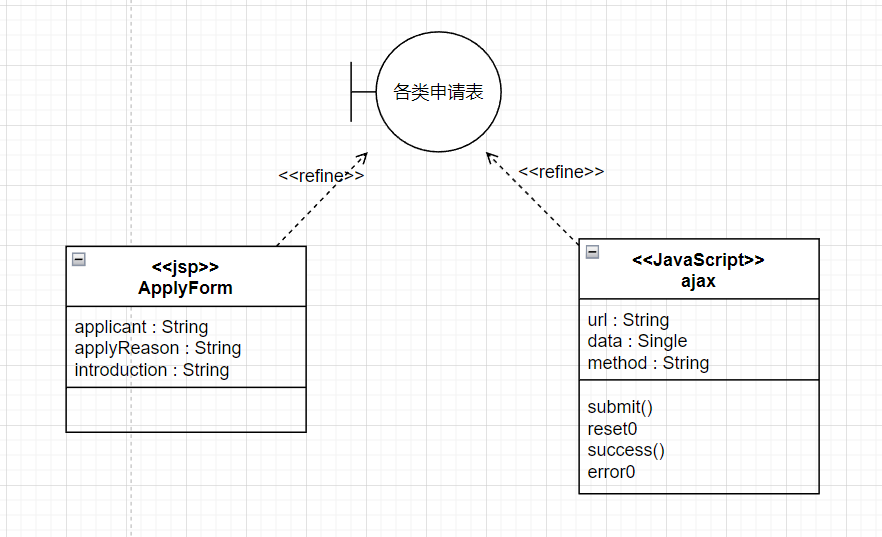 各类申请表
<<refine>>
<<refine>>
<<jsp>>
ApplyForm
applicant : String
applyReason : String
introduction : String
<<JavaScript>>
ajax
url : String
data : Single
method : String
submit()
reset0
success()
error0